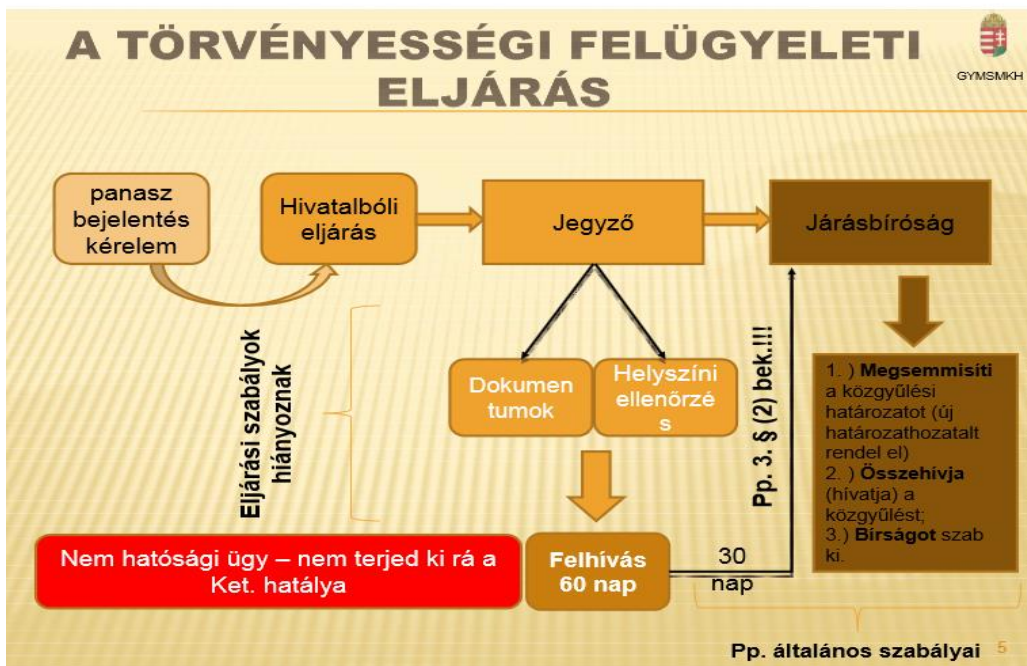 A TÖRVÉNYESSÉGI FELÜGYELETI
ELJÁRÁS
GYMSMKH
panasz
bejelentés
kérelem
Hivatalbóli
eljárás
Jegyző
Járásbíróság
Eljárási szabályok
hiányoznak
Dokumen
tumok
Helyszíni
ellenőrzé
s
Pp. 3. § (2) bek.!!!
1. ) Megsemmisíti
a közgyűlési
határozatot (új
határozathozatalt
rendel el)
2. ) Összehívja
(hívatja) a
közgyűlést;
3.) Bírságot szab
ki.
Nem hatósági ügy – nem terjed ki rá a
Ket. hatálya
Felhívás
60 nap
30
nap
Pp. általános szabályai
5